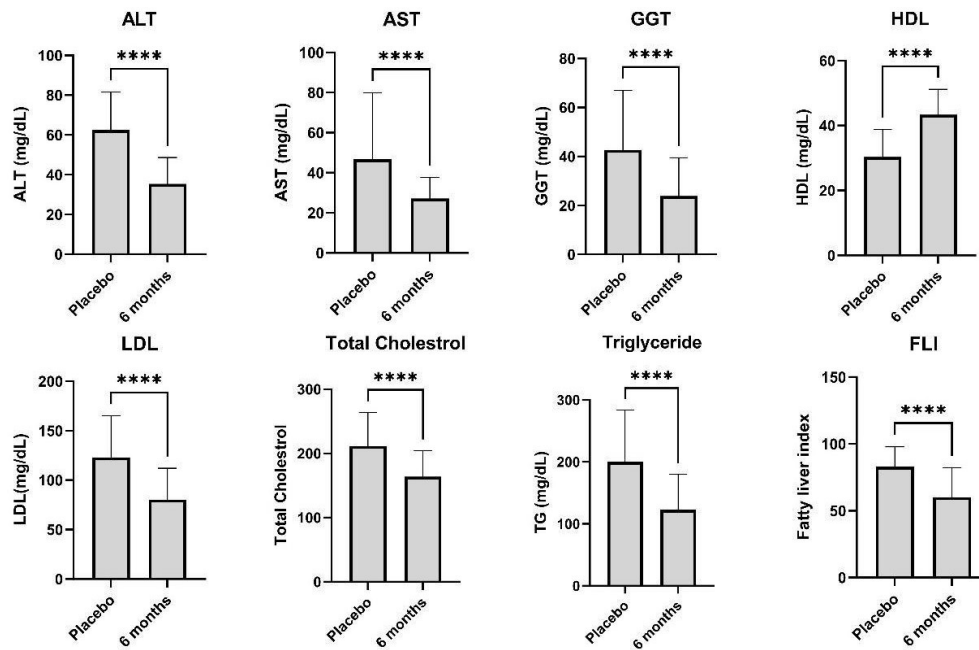 ALT
****
ALT (mg/dL)
100
80
60
40
20
0
Placebo
6 months
AST
****
AST (mg/dL)
100
80
60
40
20
0
Placebo
6 months
GGT
****
GGT (mg/dL)
80
60
40
20
0
Placebo
6 months
HDL
****
HDL (mg/dL)
60
40
20
0
Placebo
6 months
LDL
****
LDL(mg/dL)
200
150
100
50
0
Placebo
6 months
Total Cholestrol
****
Total Cholestrol
300
200
100
0
Placebo
6 months
Triglyceride
****
TG (mg/dL)
300
200
100
0
Placebo
6 months
FLI
****
Fatty liver index
150
100
50
0
Placebo
6 months